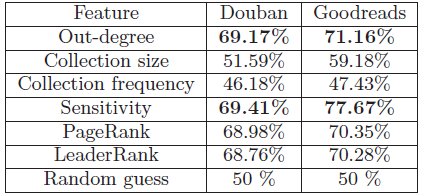 Feature Douban Goodreads
Out-degree 69.17% 71.16%
Collection size 51.59% 59.18%
Collection frequency 46.18% 47.43%
Sensitivity 69.41% 77.67%
PageRank 68.98% 70.35%
LeaderRank 68.76% 70.28%
Random guess 50 % 50 %